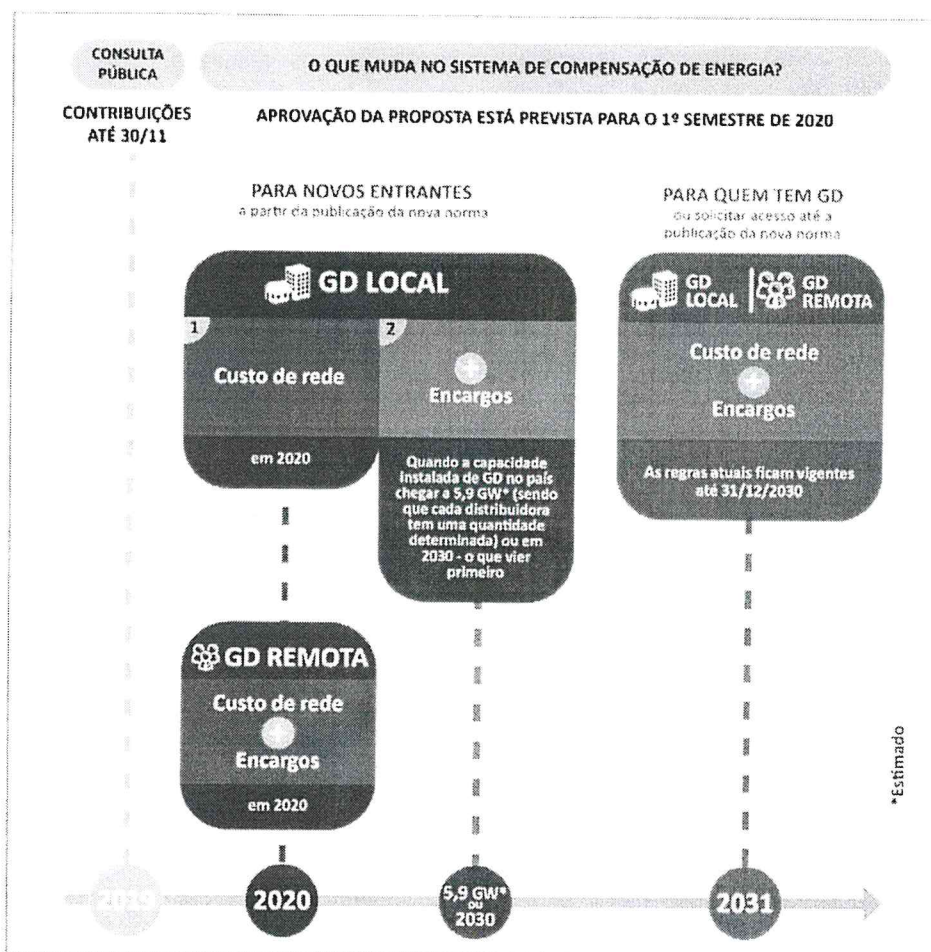 CONSULTA
PÚBLICA
O QUE MUDA NO SISTEMA DE COMPENSAÇÃO DE ENERGIA?
CONTRIBUIÇÕES
ATÉ 30/11
APROVAÇÃO DA PROPOSTA ESTÁ PREVISTA PARA O 1º SEMESTRE DE 2020
PARA NOVOS ENTRANTES
a partir da publicação da nova norma
PARA QUEM TEM GD
ou solicitar acesso até a
publicação da nova norma
GD LOCAL
1
Custo de rede
em 2020
2
+
Encargos
Quando a capacidade
instalada de GD no país
chegar a 5,9 GW* (sendo
que cada distribuidora
tem uma quantidade
determinada) ou em
2030 - o que vier
primeiro
GD
LOCAL
GD
REMOTA
Custo de rede
+
Encargos
As regras atuais ficam vigentes
até 31/12/2030
GD REMOTA
Custo de rede
+
Encargos
em 2020
*Estimado
2019
2020
5,9 GW*
ou
2030
2031